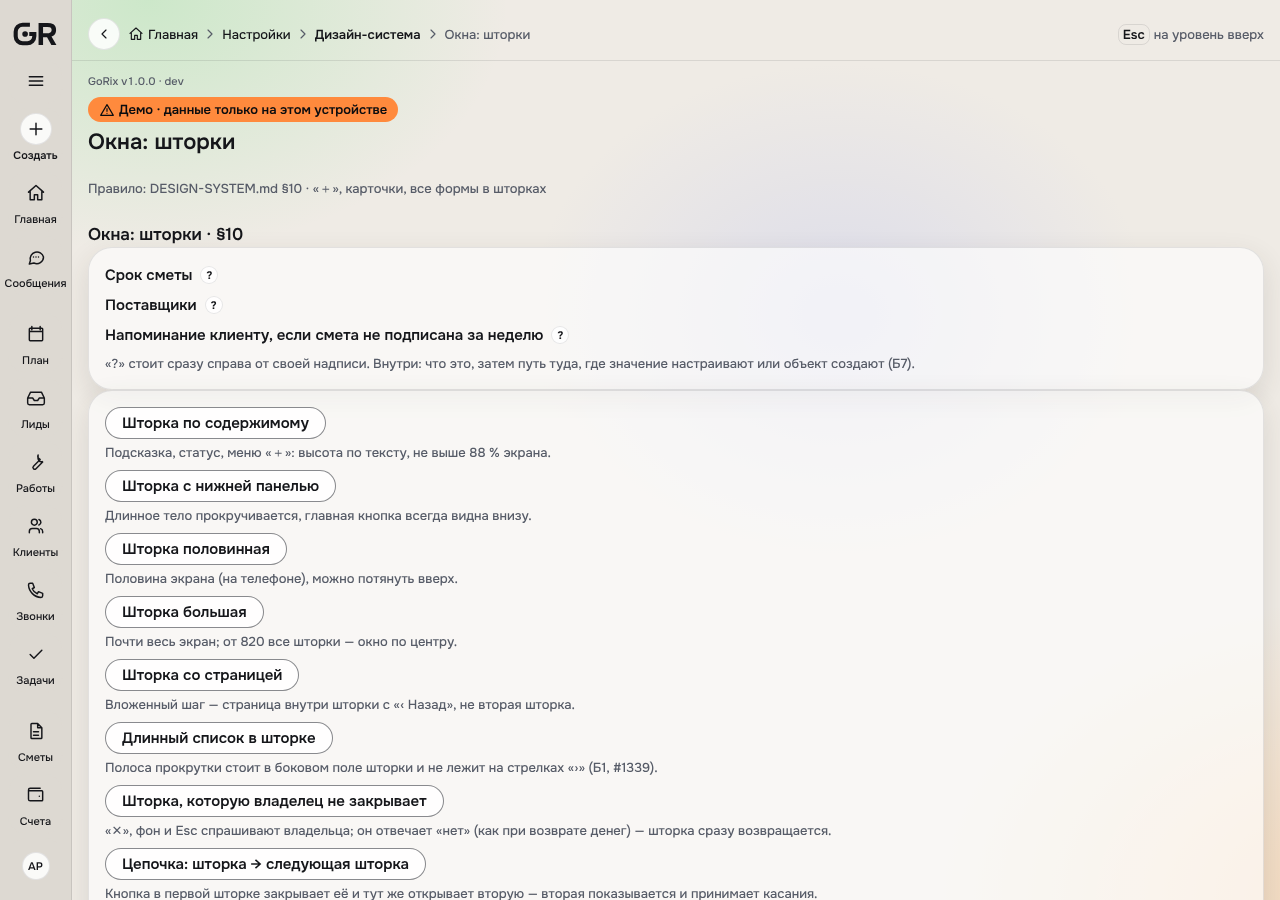 GR
Создать
Главная
Сообщения
План
Лиды
Работы
Клиенты
Звонки
Задачи
Сметы
Счета
AP
Главная > Настройки > Дизайн-система > Окна: шторки
Esc на уровень вверх
GoRix v1.0.0 · dev
Демо · данные только на этом устройстве
Окна: шторки
Правило: DESIGN-SYSTEM.md §10 · «+», карточки, все формы в шторках
Окна: шторки · §10
Срок сметы ?
Поставщики ?
Напоминание клиенту, если смета не подписана за неделю ?
«?» стоит сразу справа от своей надписи. Внутри: что это, затем путь туда, где значение настраивают или объект создают (Б7).
Шторка по содержимому
Подсказка, статус, меню «+»: высота по тексту, не выше 88 % экрана.
Шторка с нижней панелью
Длинное тело прокручивается, главная кнопка всегда видна внизу.
Шторка половинная
Половина экрана (на телефоне), можно потянуть вверх.
Шторка большая
Почти весь экран; от 820 все шторки — окно по центру.
Шторка со страницей
Вложенный шаг — страница внутри шторки с «‹ Назад», не вторая шторка.
Длинный список в шторке
Полоса прокрутки стоит в боковом поле шторки и не лежит на стрелках «›» (Б1, #1339).
Шторка, которую владелец не закрывает
«✕», фон и Esc спрашивают владельца; он отвечает «нет» (как при возврате денег) — шторка сразу возвращается.
Цепочка: шторка → следующая шторка
Кнопка в первой шторке закрывает её и тут же открывает вторую — вторая показывается и принимает касания.